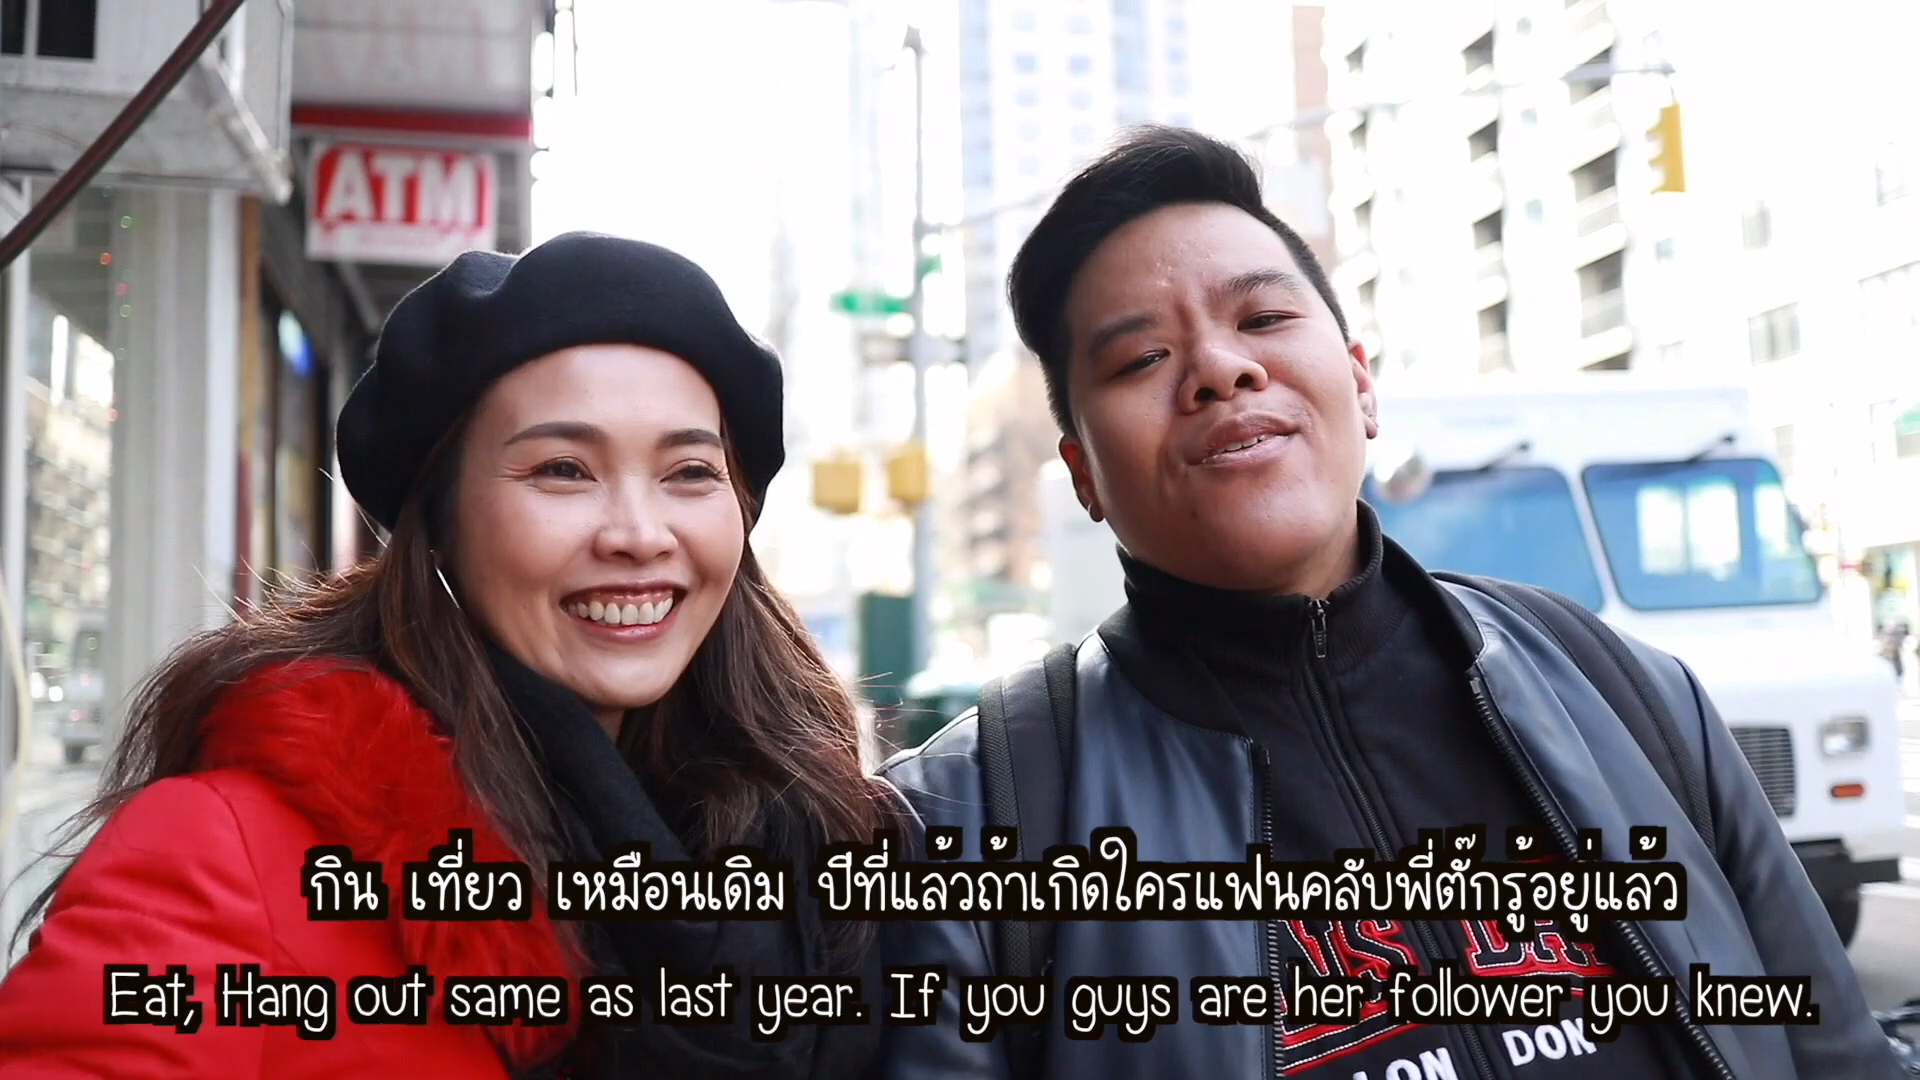 ATM
กิน เที่ยว เหมือนเดิม ปีที่แล้วถ้าเกิดใครแฟนคลับพี่ตั๊กรู้อยู่แล้ว
Eat, Hang out same as last year. If you guys are her follower you knew.
DON